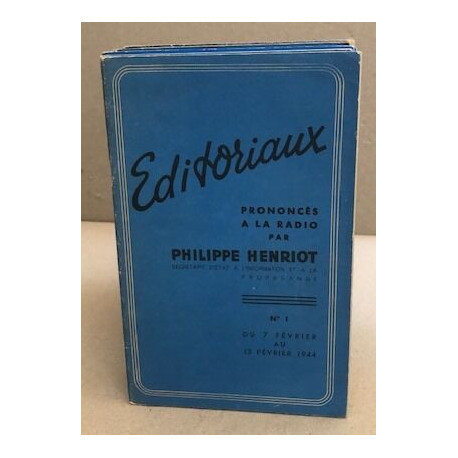 Editoriaux
PRONONCÉS
A LA RADIO
PAR
PHILIPPE HENRIOT
SECRÉTAIRE D'ÉTAT A L'INFORMATION ET A LA
PROPAGANDE
N° 1
DU 7 FÉVRIER
AU
13 FÉVRIER 1944